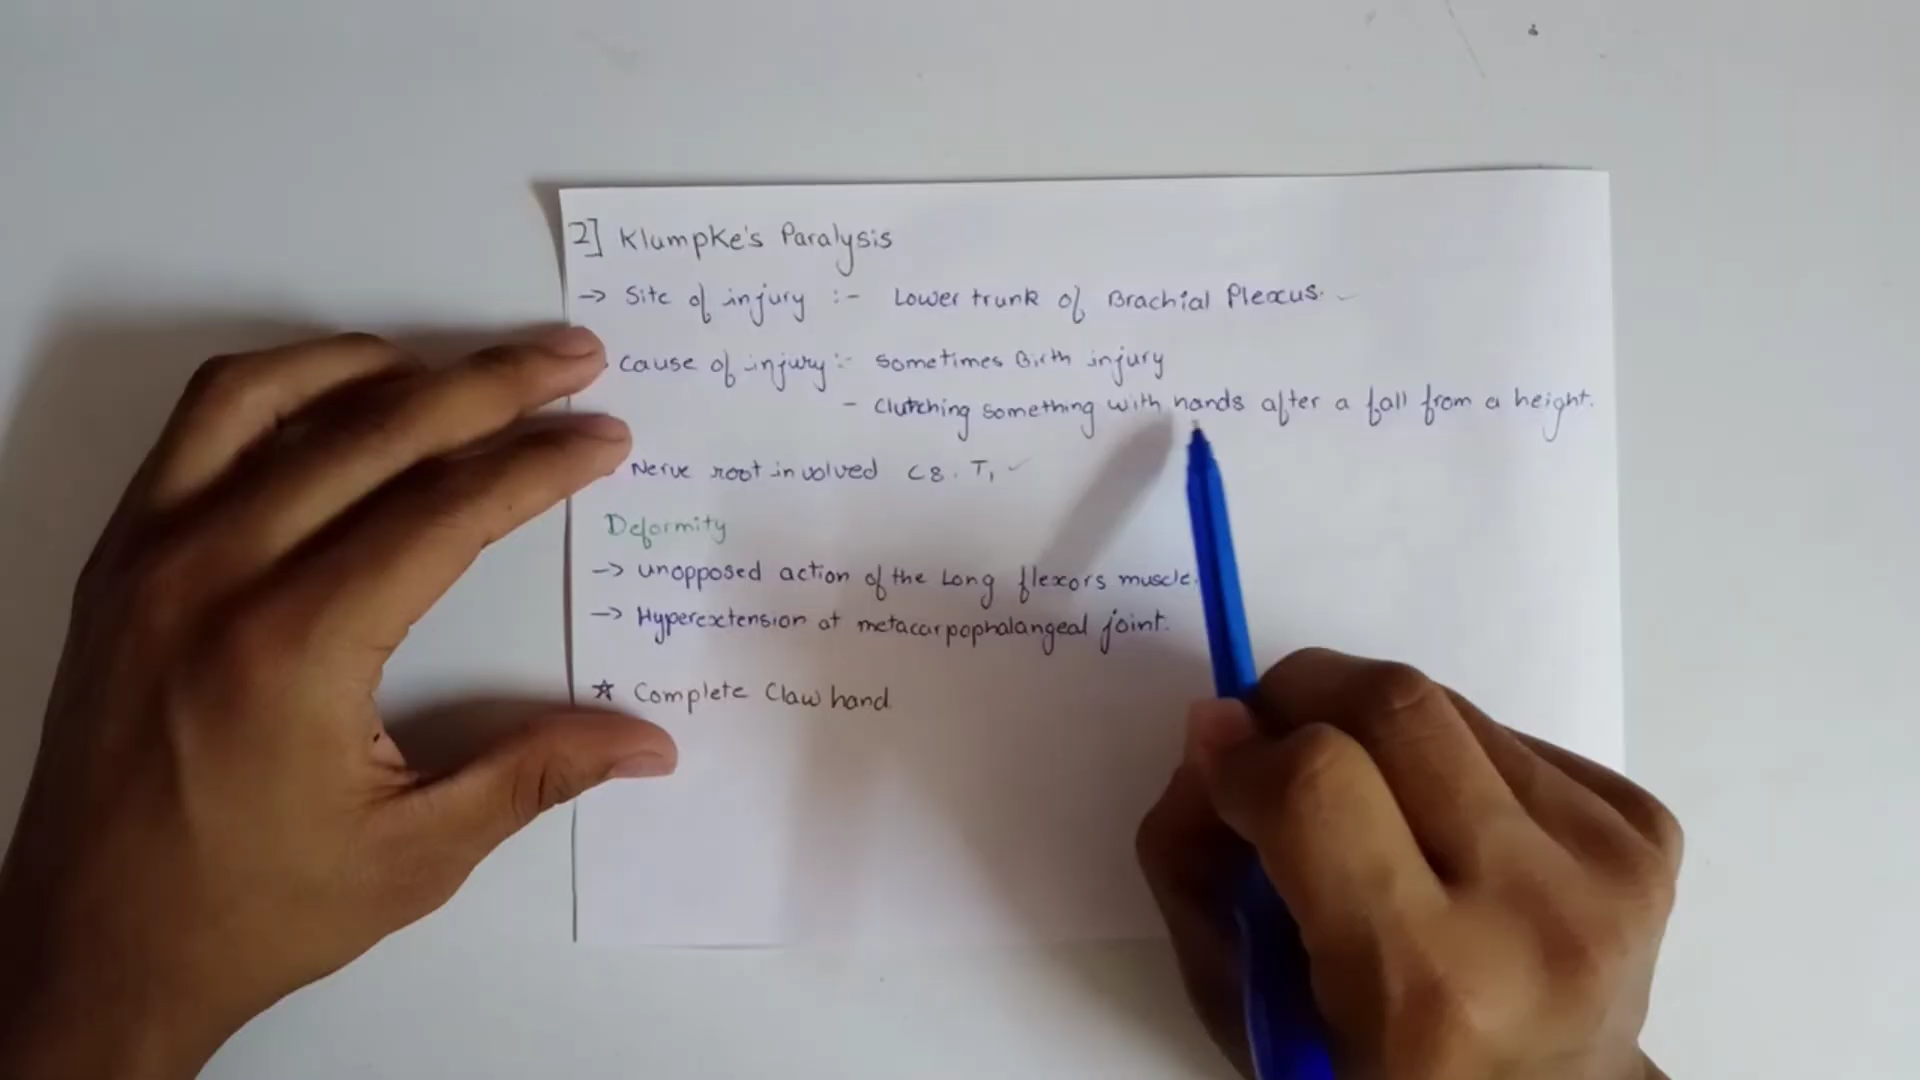 2] Klumpke's Paralysis
-> Site of injury :- Lower trunk of Brachial Plexus.
Cause of injury:- Sometimes Birth injury
- Clutching something with hands after a fall from a height.
Nerve root involved C8. T1
Deformity
-> unopposed action of the Long flexors muscle.
-> Hyperextension at metacarpophalangeal joint.
☆ Complete Claw hand